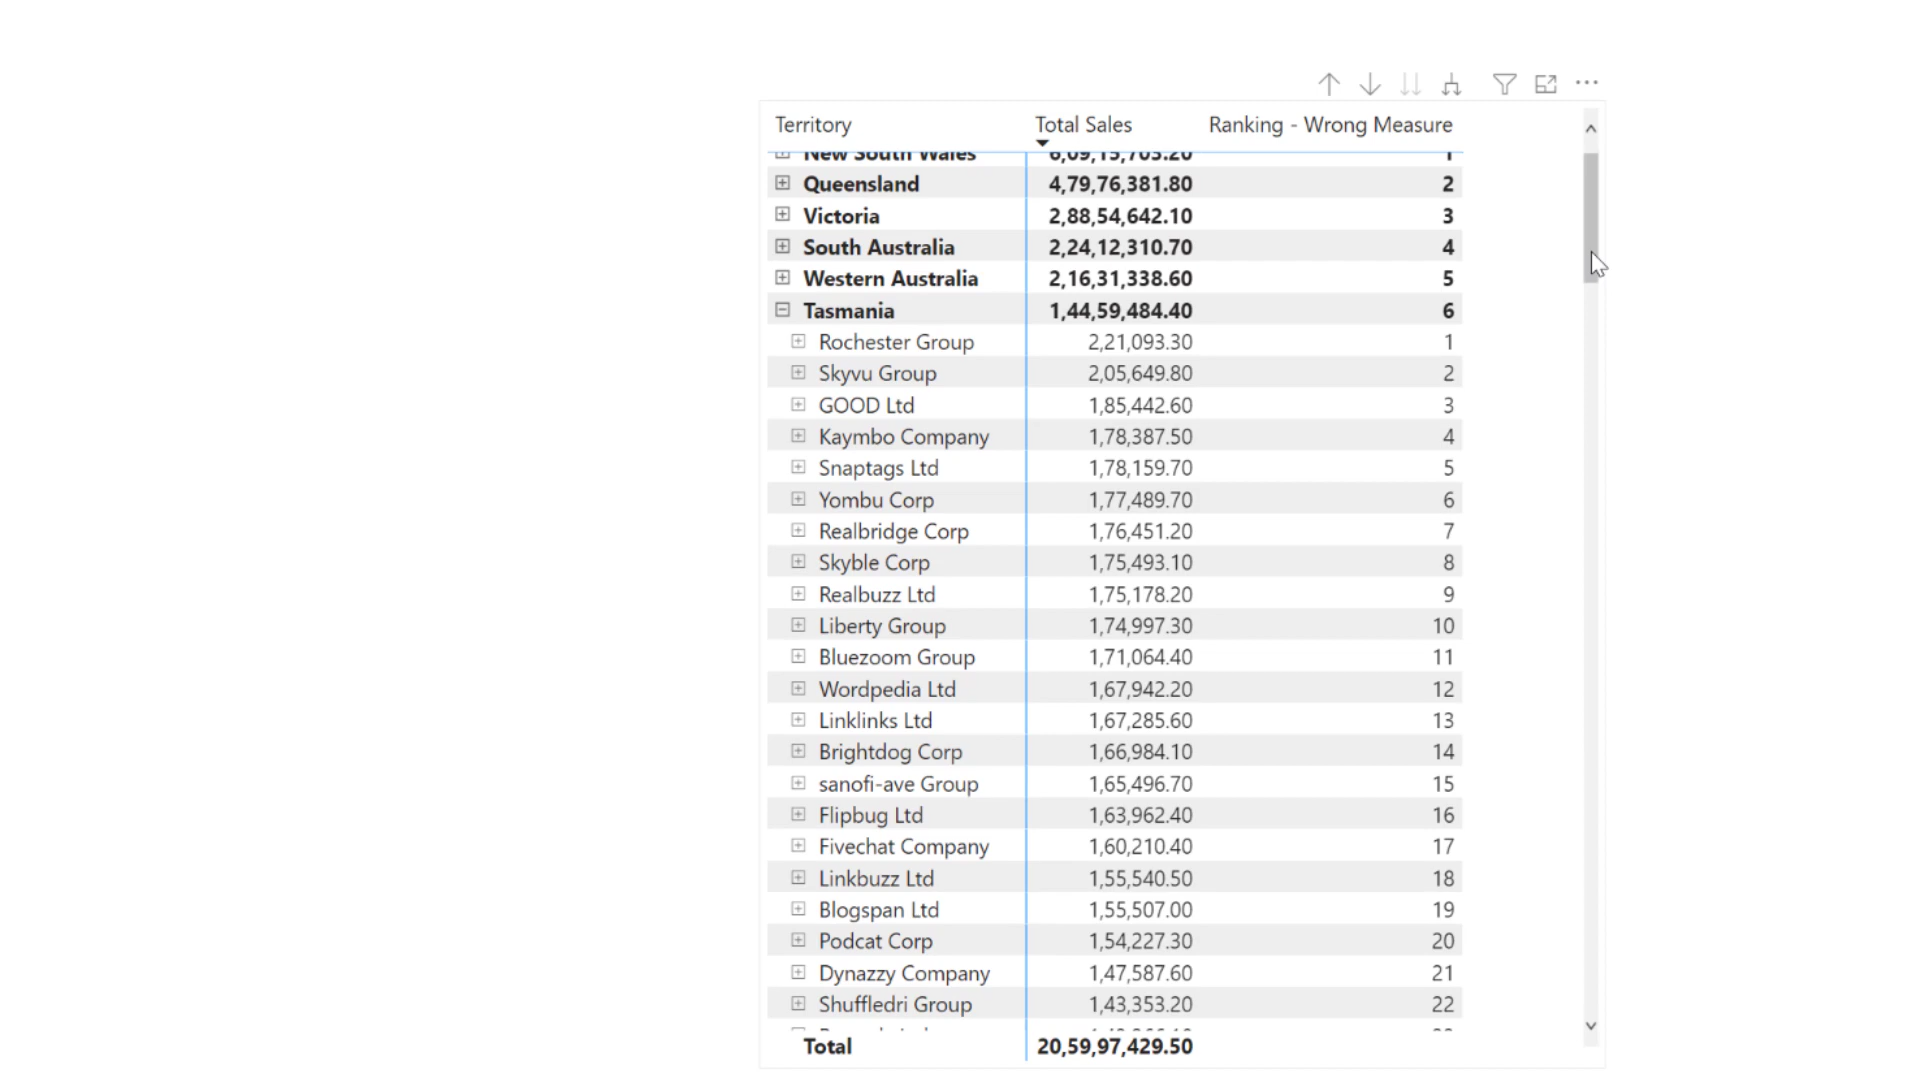 Territory Total Sales Ranking - Wrong Measure
New South Wales 6,09,15,703.20 1
Queensland 4,79,76,381.80 2
Victoria 2,88,54,642.10 3
South Australia 2,24,12,310.70 4
Western Australia 2,16,31,338.60 5
Tasmania 1,44,59,484.40 6
Rochester Group 2,21,093.30 1
Skyvu Group 2,05,649.80 2
GOOD Ltd 1,85,442.60 3
Kaymbo Company 1,78,387.50 4
Snaptags Ltd 1,78,159.70 5
Yombu Corp 1,77,489.70 6
Realbridge Corp 1,76,451.20 7
Skyble Corp 1,75,493.10 8
Realbuzz Ltd 1,75,178.20 9
Liberty Group 1,74,997.30 10
Bluezoom Group 1,71,064.40 11
Wordpedia Ltd 1,67,942.20 12
Linklinks Ltd 1,67,285.60 13
Brightdog Corp 1,66,984.10 14
sanofi-ave Group 1,65,496.70 15
Flipbug Ltd 1,63,962.40 16
Fivechat Company 1,60,210.40 17
Linkbuzz Ltd 1,55,540.50 18
Blogspan Ltd 1,55,507.00 19
Podcat Corp 1,54,227.30 20
Dynazzy Company 1,47,587.60 21
Shuffledri Group 1,43,353.20 22
Total 20,59,97,429.50